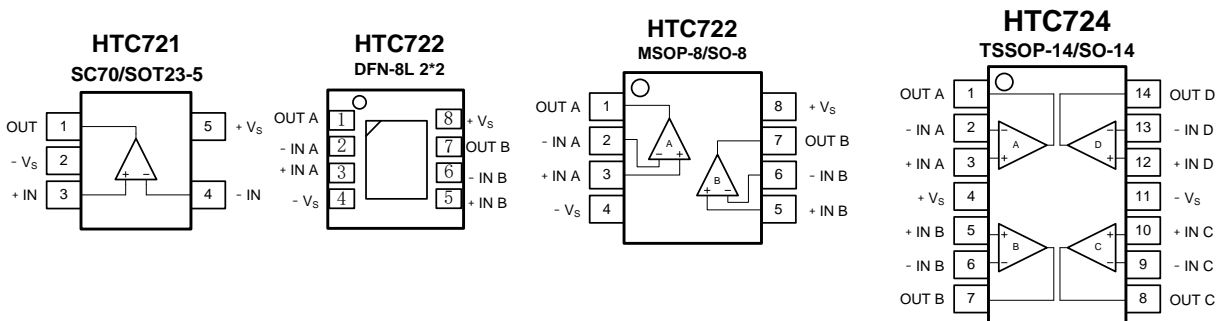 HTC721
SC70/SOT23-5
OUT 1
- VS 2
+ IN 3
5 + VS
4 - IN
+ -
HTC722
DFN-8L 2*2
OUT A 1
- IN A 2
+ IN A 3
- VS 4
8 + VS
7 OUT B
6 - IN B
5 + IN B
HTC722
MSOP-8/SO-8
OUT A 1
- IN A 2
+ IN A 3
- VS 4
8 + VS
7 OUT B
6 - IN B
5 + IN B
A
- +
B
+ -
HTC724
TSSOP-14/SO-14
OUT A 1
- IN A 2
+ IN A 3
+ VS 4
+ IN B 5
- IN B 6
OUT B 7
14 OUT D
13 - IN D
12 + IN D
11 - VS
10 + IN C
9 - IN C
8 OUT C
-
A
+
-
D
+
+
B
-
+
C
-